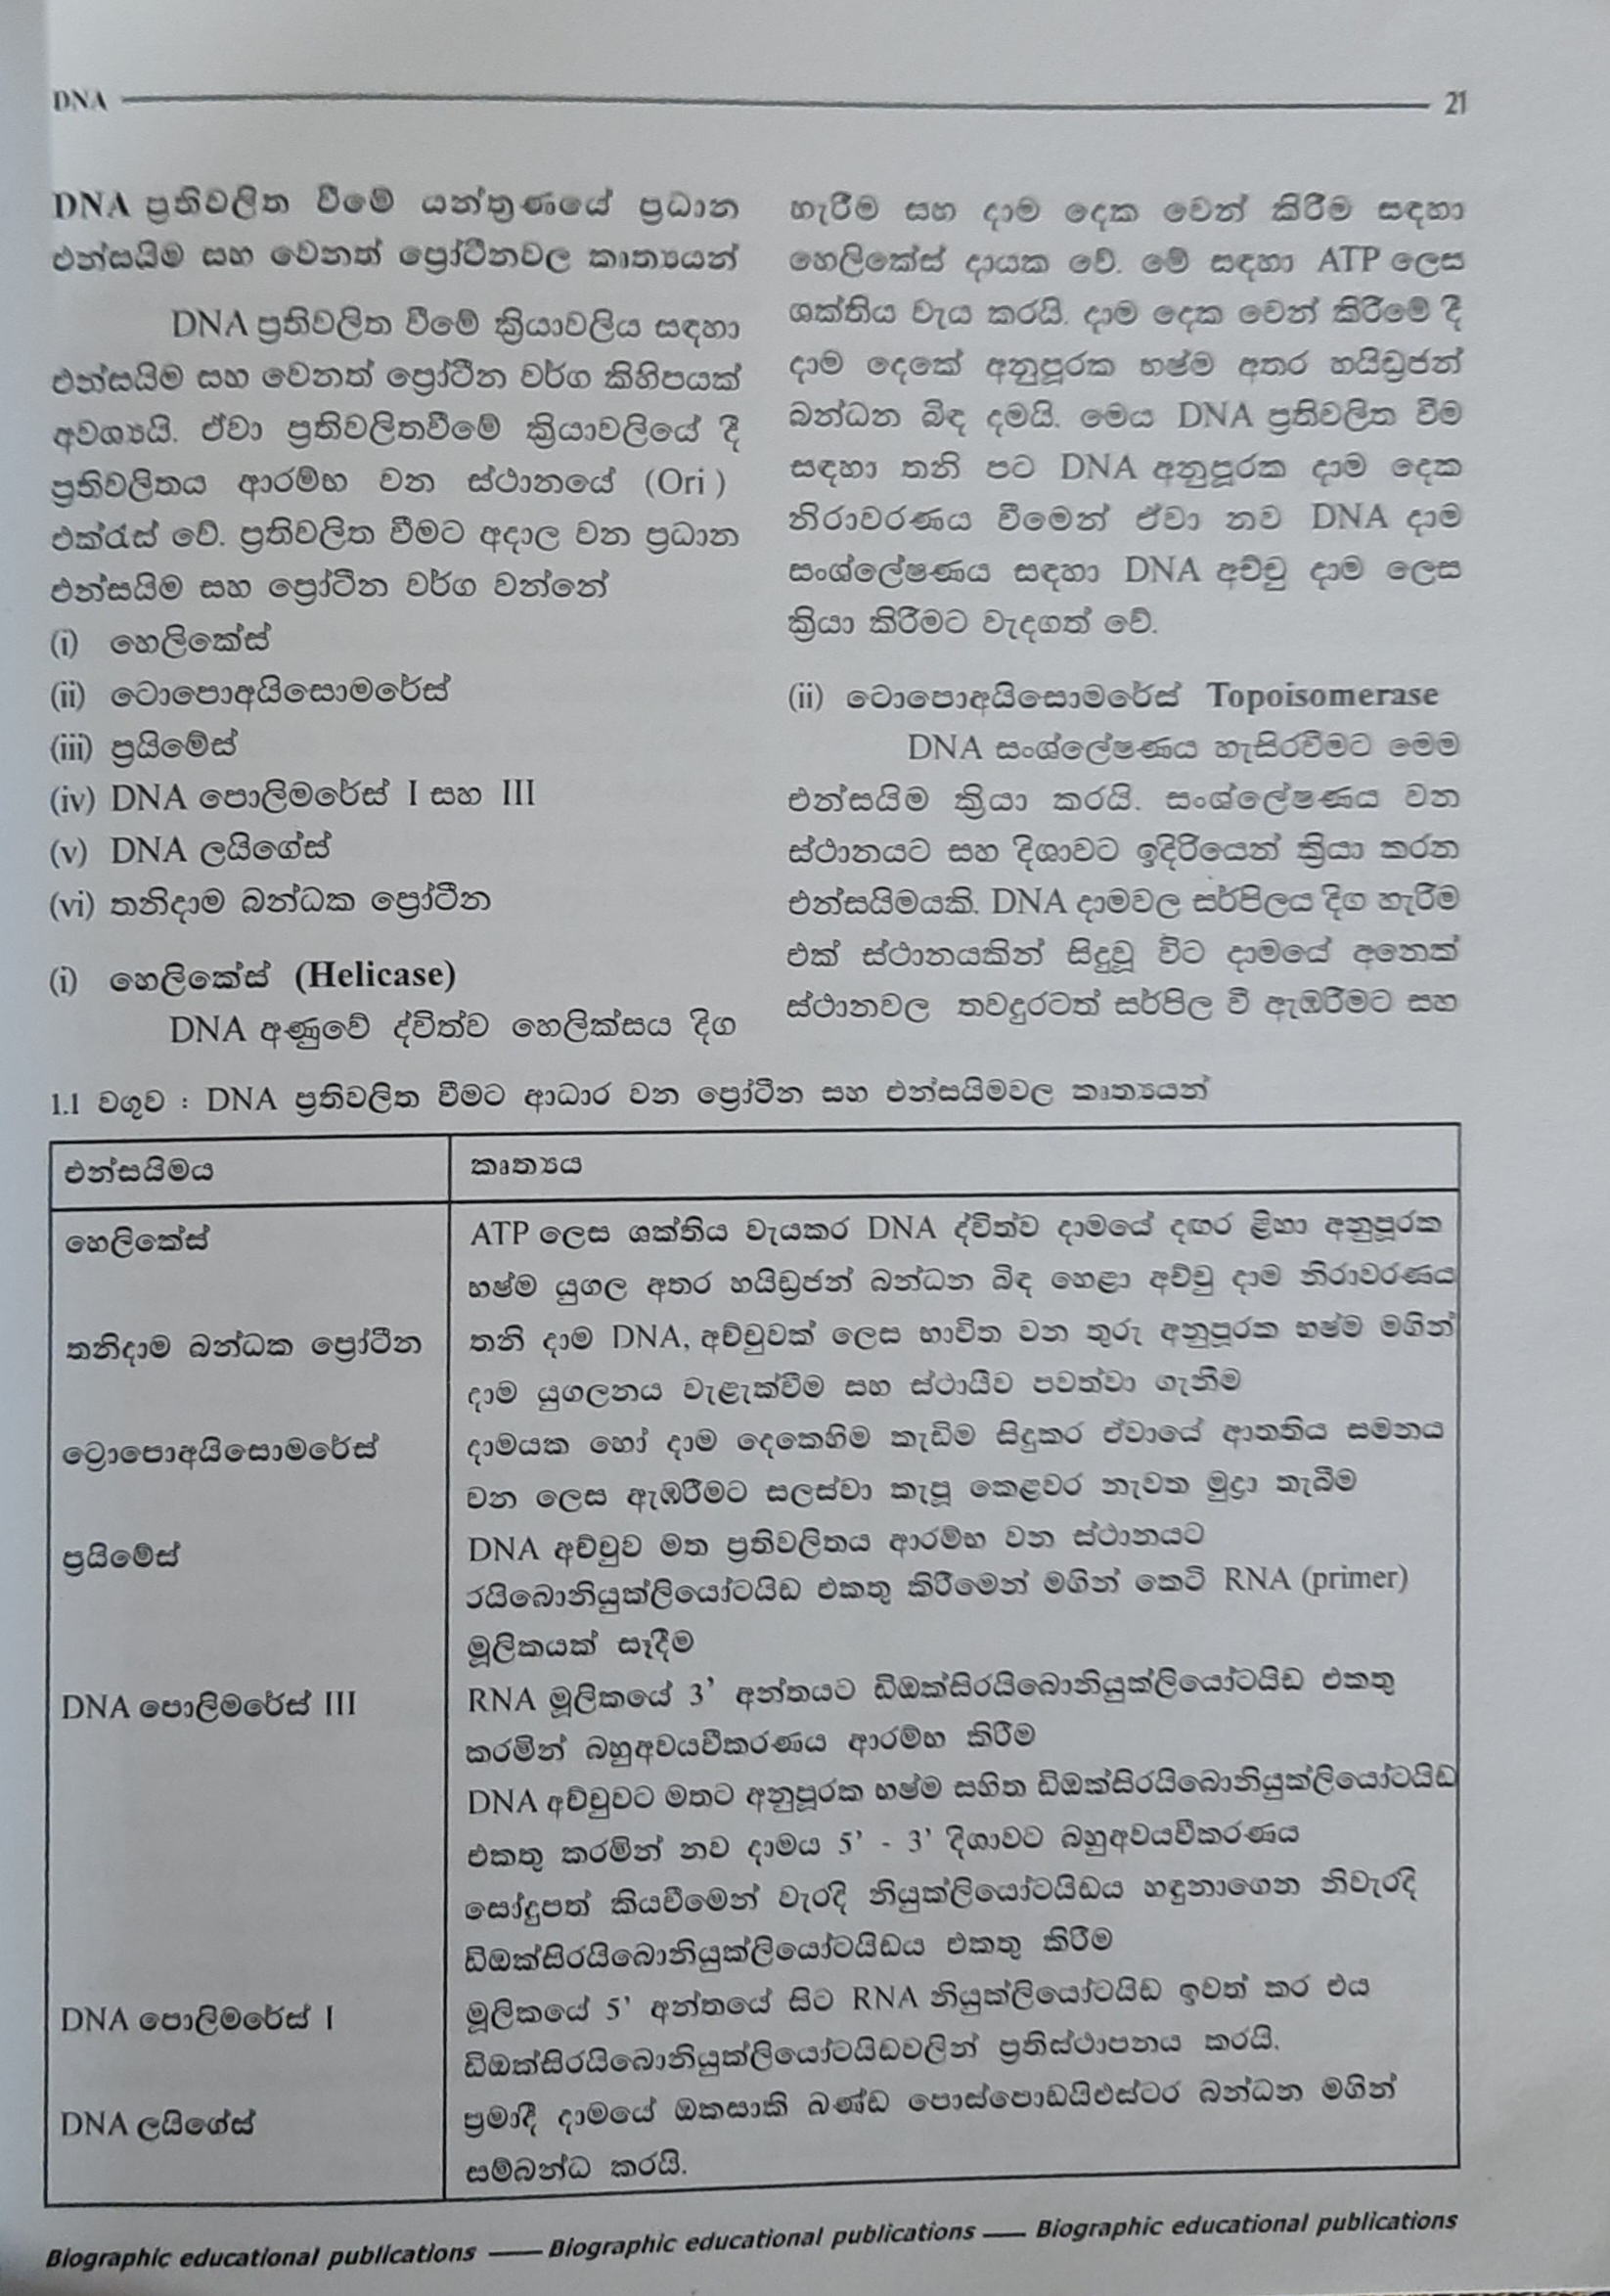 DNA 21
DNA ප්‍රතිවලිත වීමේ යන්ත්‍රණයේ ප්‍රධාන
එන්සයිම සහ වෙනත් ප්‍රෝටීනවල කෘත්‍යයන්
DNA ප්‍රතිවලිත වීමේ ක්‍රියාවලිය සඳහා
එන්සයිම සහ වෙනත් ප්‍රෝටීන වර්ග කිහිපයක්
අවශ්‍යයි. ඒවා ප්‍රතිවලිතවීමේ ක්‍රියාවලියේ දී
ප්‍රතිවලිතය ආරම්භ වන ස්ථානයේ (Ori )
එක්රැස් වේ. ප්‍රතිවලිත වීමට අදාල වන ප්‍රධාන
එන්සයිම සහ ප්‍රෝටීන වර්ග වන්නේ
(i) හෙලිකේස්
(ii) ටොපොඅයිසොමරේස්
(iii) ප්‍රයිමේස්
(iv) DNA පොලිමරේස් I සහ III
(v) DNA ලයිගේස්
(vi) තනිදාම බන්ධක ප්‍රෝටීන
(i) හෙලිකේස් (Helicase)
DNA අණුවේ ද්විත්ව හෙලික්සය දිග
හැරීම සහ දාම දෙක වෙන් කිරීම සඳහා
හෙලිකේස් දායක වේ. මේ සඳහා ATP ලෙස
ශක්තිය වැය කරයි. දාම දෙක වෙන් කිරීමේ දී
දාම දෙකේ අනුපූරක භෂ්ම අතර හයිඩ්‍රජන්
බන්ධන බිඳ දමයි. මෙය DNA ප්‍රතිවලිත වීම
සඳහා තනි පට DNA අනුපූරක දාම දෙක
නිරාවරණය වීමෙන් ඒවා නව DNA දාම
සංශ්ලේෂණය සඳහා DNA අච්චු දාම ලෙස
ක්‍රියා කිරීමට වැදගත් වේ.
(ii) ටොපොඅයිසොමරේස් Topoisomerase
DNA සංශ්ලේෂණය හැසිරවීමට මෙම
එන්සයිම ක්‍රියා කරයි. සංශ්ලේෂණය වන
ස්ථානයට සහ දිශාවට ඉදිරියෙන් ක්‍රියා කරන
එන්සයිමයකි. DNA දාමවල සර්පිලය දිග හැරීම
එක් ස්ථානයකින් සිදුවූ විට දාමයේ අනෙක්
ස්ථානවල තවදුරටත් සර්පිල වී ඇඹරීමට සහ
1.1 වගුව : DNA ප්‍රතිවලිත වීමට ආධාර වන ප්‍රෝටීන සහ එන්සයිමවල කෘත්‍යයන්
එන්සයිමය කෘත්‍යය
හෙලිකේස් ATP ලෙස ශක්තිය වැයකර DNA ද්විත්ව දාමයේ දඟර ළිහා අනුපූරක
භෂ්ම යුගල අතර හයිඩ්‍රජන් බන්ධන බිඳ හෙළා අච්චු දාම නිරාවරණය
තනිදාම බන්ධක ප්‍රෝටීන තනි දාම DNA, අච්චුවක් ලෙස භාවිත වන තුරු අනුපූරක භෂ්ම මගින්
දාම යුගලනය වැළැක්වීම සහ ස්ථායීව පවත්වා ගැනීම
ට්‍රොපොඅයිසොමරේස් දාමයක හෝ දාම දෙකෙහිම කැඩීම සිදුකර ඒවායේ ආතතිය සමනය
වන ලෙස ඇඹරීමට සලස්වා කැපූ කෙළවර නැවත මුද්‍රා තැබීම
ප්‍රයිමේස් DNA අච්චුව මත ප්‍රතිවලිතය ආරම්භ වන ස්ථානයට
රයිබොනියුක්ලියෝටයිඩ එකතු කිරීමෙන් මගින් කෙටි RNA (primer)
මූලිකයක් සෑදීම
DNA පොලිමරේස් III RNA මූලිකයේ 3’ අන්තයට ඩිඔක්සිරයිබොනියුක්ලියෝටයිඩ එකතු
කරමින් බහුඅවයවීකරණය ආරම්භ කිරීම
DNA අච්චුවට මතට අනුපූරක භෂ්ම සහිත ඩිඔක්සිරයිබොනියුක්ලියෝටයිඩ
එකතු කරමින් නව දාමය 5’ - 3’ දිශාවට බහුඅවයවීකරණය
සෝදුපත් කියවීමෙන් වැරදි නියුක්ලියෝටයිඩය හඳුනාගෙන නිවැරදි
ඩිඔක්සිරයිබොනියුක්ලියෝටයිඩය එකතු කිරීම
DNA පොලිමරේස් I මූලිකයේ 5’ අන්තයේ සිට RNA නියුක්ලියෝටයිඩ ඉවත් කර එය
ඩිඔක්සිරයිබොනියුක්ලියෝටයිඩවලින් ප්‍රතිස්ථාපනය කරයි.
DNA ලයිගේස් ප්‍රමාදී දාමයේ ඔකසාකි ඛණ්ඩ පොස්පොඩයිඑස්ටර බන්ධන මගින්
සම්බන්ධ කරයි.
Biographic educational publications — Biographic educational publications — Biographic educational publications